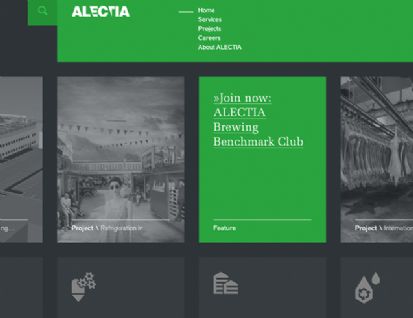 ALECTIA
Home
Services
Projects
Careers
About ALECTIA
»Join now:
ALECTIA
Brewing
Benchmark Club
ng...
Project \ Refrigeration in
Feature
Project \ Internation